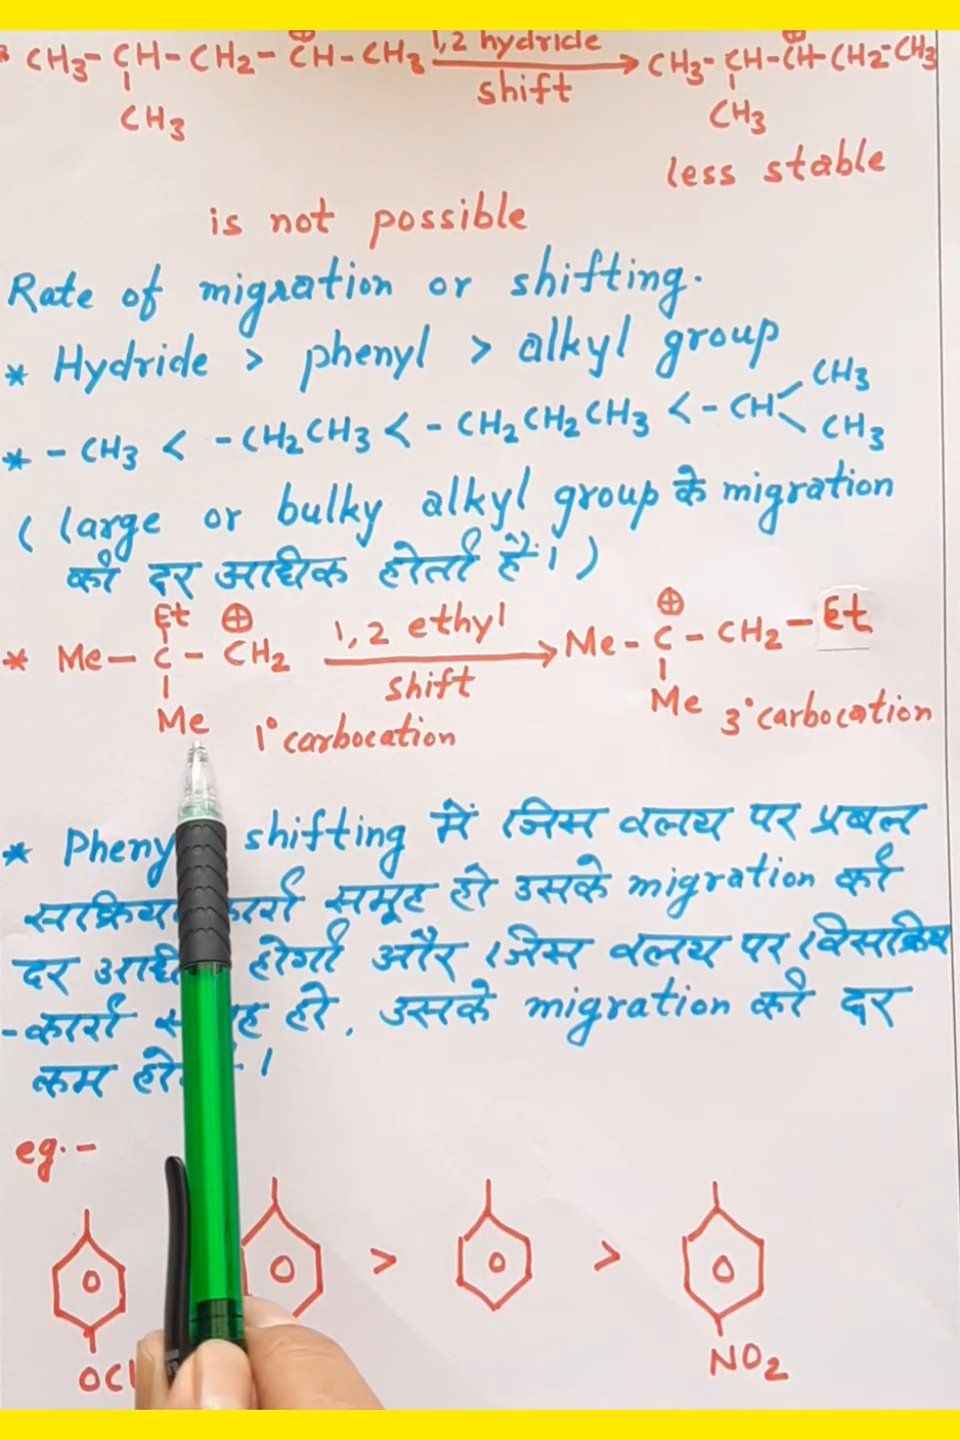 CH3-CH-CH2-CH-CH3 1,2 hydride shift CH3-CH-CH-CH2-CH3
⊕ ⊕
CH3 CH3
less stable
is not possible
Rate of migration or shifting.
* Hydride > phenyl > alkyl group
* -CH3 < -CH2CH3 < -CH2CH2CH3 < -CH CH3 CH3
( large or bulky alkyl group के migration
की दर अधिक होती है। )
Et ⊕ ⊕
* Me-C-CH2 1,2 ethyl shift Me-C-CH2-Et
Me 1° carbocation Me 3° carbocation
* Pheny shifting में जिस वलय पर प्रबल
समूह हो उसके migration की
दर होगी और जिस वलय पर विसक्रिय
-कारी हो, उसके migration की दर
कम
eg.-
> >
NO2